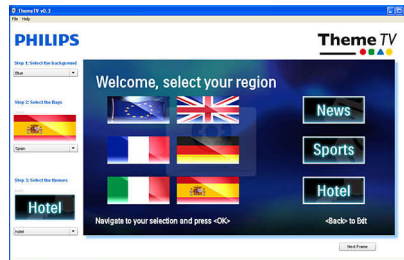 ThemeTV v0.3
File Help
PHILIPS
Theme TV
Step 1: Select the background
Blue
Step 2: Select the flags
Spain
Step 3: Select the themes
Hotel
hotel
Welcome, select your region
News
Sports
Hotel
Navigate to your selection and press <OK>
<Back> to Exit
Next Frame